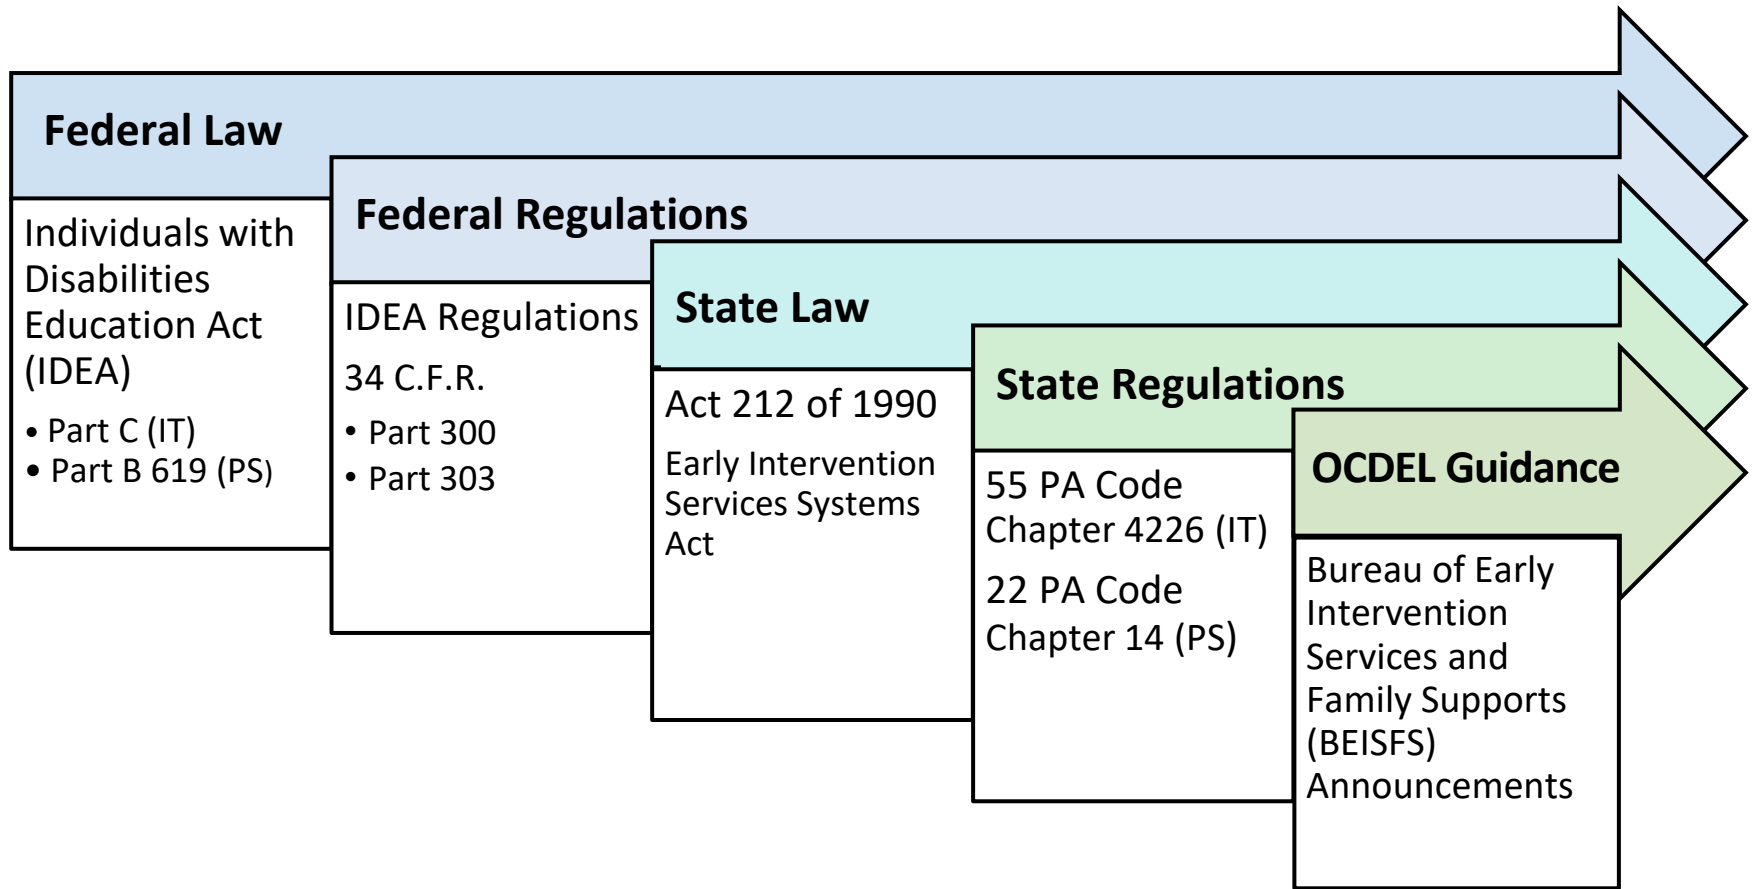 Federal Law
Individuals with
Disabilities
Education Act
(IDEA)
• Part C (IT)
• Part B 619 (PS)
Federal Regulations
IDEA Regulations
34 C.F.R.
• Part 300
• Part 303
State Law
Act 212 of 1990
Early Intervention
Services Systems
Act
State Regulations
55 PA Code
Chapter 4226 (IT)
22 PA Code
Chapter 14 (PS)
OCDEL Guidance
Bureau of Early
Intervention
Services and
Family Supports
(BEISFS)
Announcements